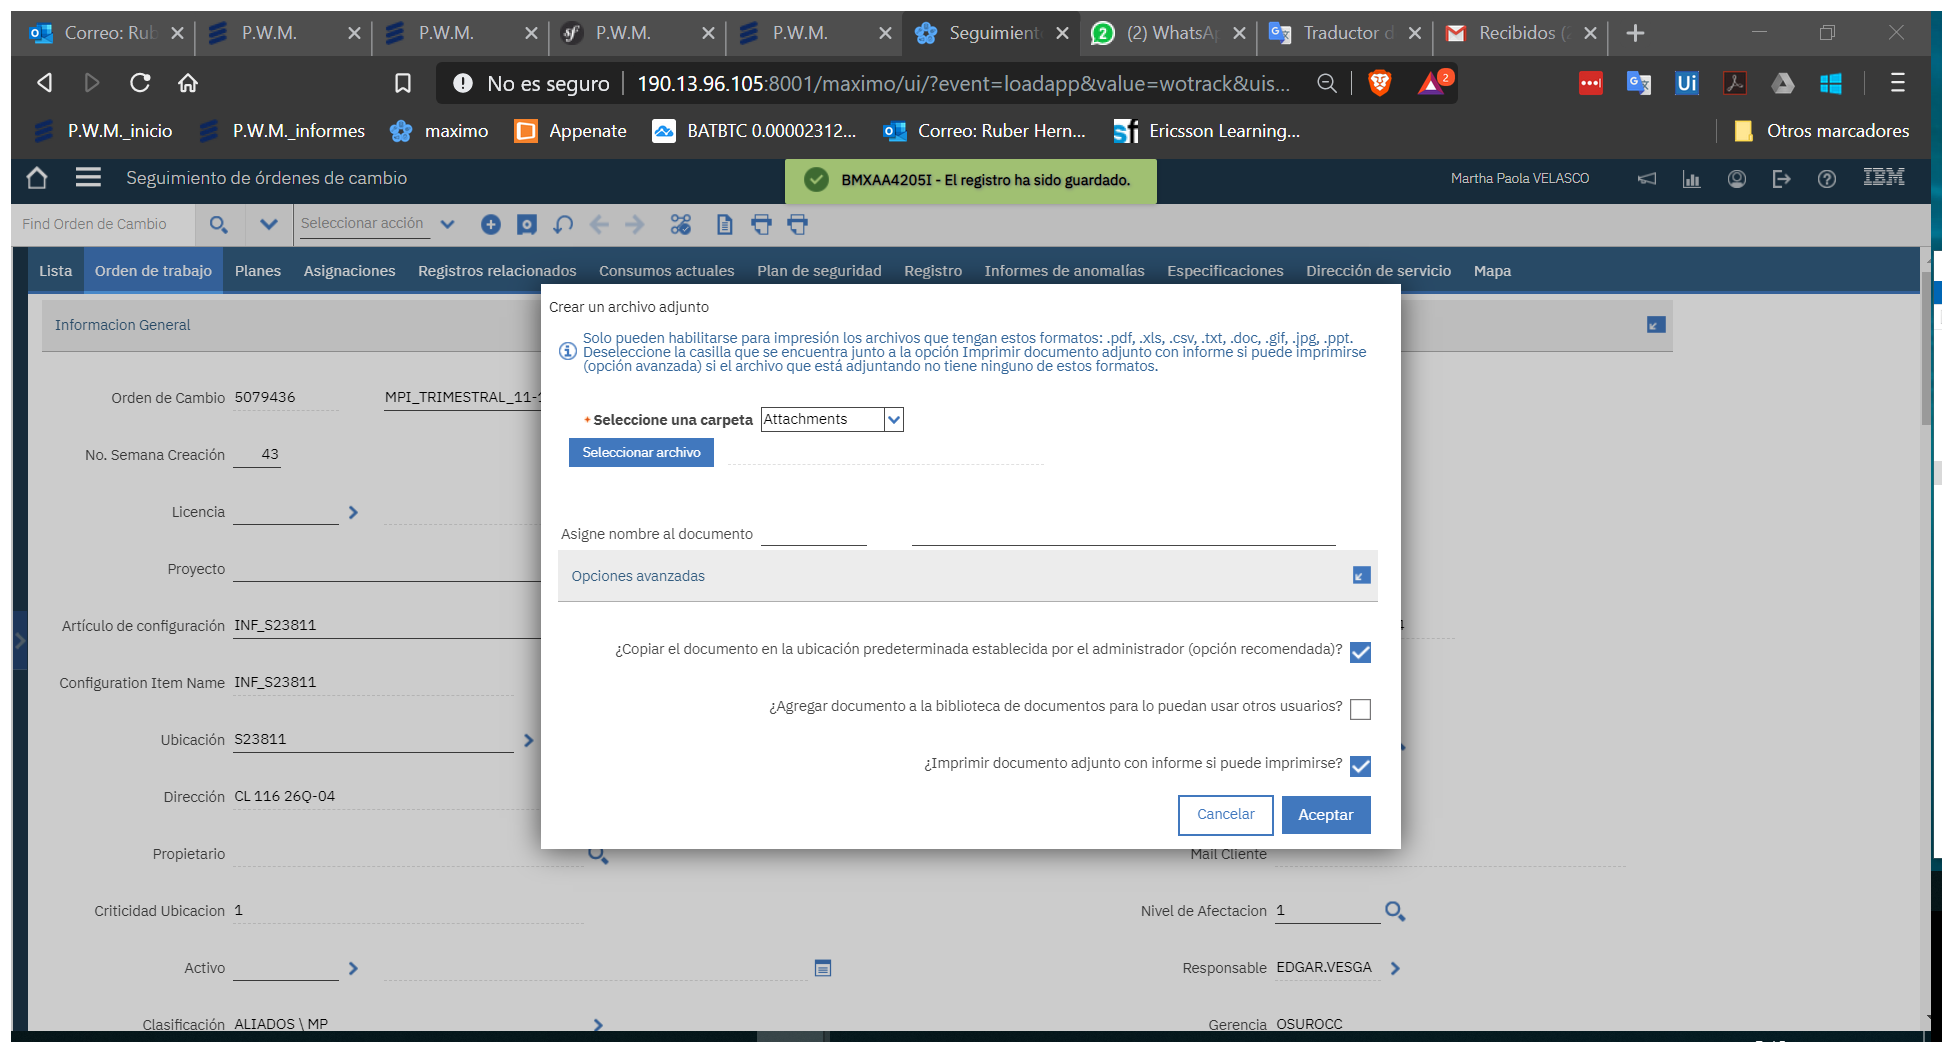 Correo: Rub
P.W.M.
P.W.M.
P.W.M.
P.W.M.
Seguimient
(2) WhatsA
Traductor d
Recibidos (2
No es seguro
190.13.96.105:8001/maximo/ui/?event=loadapp&value=wotrack&uis...
2
P.W.M._inicio
P.W.M._informes
maximo
Appenate
BATBTC 0.00002312...
Correo: Ruber Hern...
Ericsson Learning...
Otros marcadores
Seguimiento de órdenes de cambio
BMXAA4205I - El registro ha sido guardado.
Martha Paola VELASCO
IBM
Find Orden de Cambio
Seleccionar acción
Lista
Orden de trabajo
Planes
Asignaciones
Registros relacionados
Consumos actuales
Plan de seguridad
Registro
Informes de anomalías
Especificaciones
Dirección de servicio
Mapa
Crear un archivo adjunto
Solo pueden habilitarse para impresión los archivos que tengan estos formatos: .pdf, .xls, .csv, .txt, .doc, .gif, .jpg, .ppt.
Deseleccione la casilla que se encuentra junto a la opción Imprimir documento adjunto con informe si puede imprimirse
(opción avanzada) si el archivo que está adjuntando no tiene ninguno de estos formatos.
* Seleccione una carpeta Attachments
Seleccionar archivo
Asigne nombre al documento
Opciones avanzadas
¿Copiar el documento en la ubicación predeterminada establecida por el administrador (opción recomendada)?
¿Agregar documento a la biblioteca de documentos para lo puedan usar otros usuarios?
¿Imprimir documento adjunto con informe si puede imprimirse?
Cancelar
Aceptar
Informacion General
Orden de Cambio 5079436 MPI_TRIMESTRAL_11-
No. Semana Creación 43
Licencia
Proyecto
Artículo de configuración INF_S23811
Configuration Item Name INF_S23811
Ubicación S23811
Dirección CL 116 26Q-04
Propietario
Mail Cliente
Criticidad Ubicacion 1
Nivel de Afectacion 1
Activo
Responsable EDGAR.VESGA
Clasificación ALIADOS \ MP
Gerencia OSUROCC